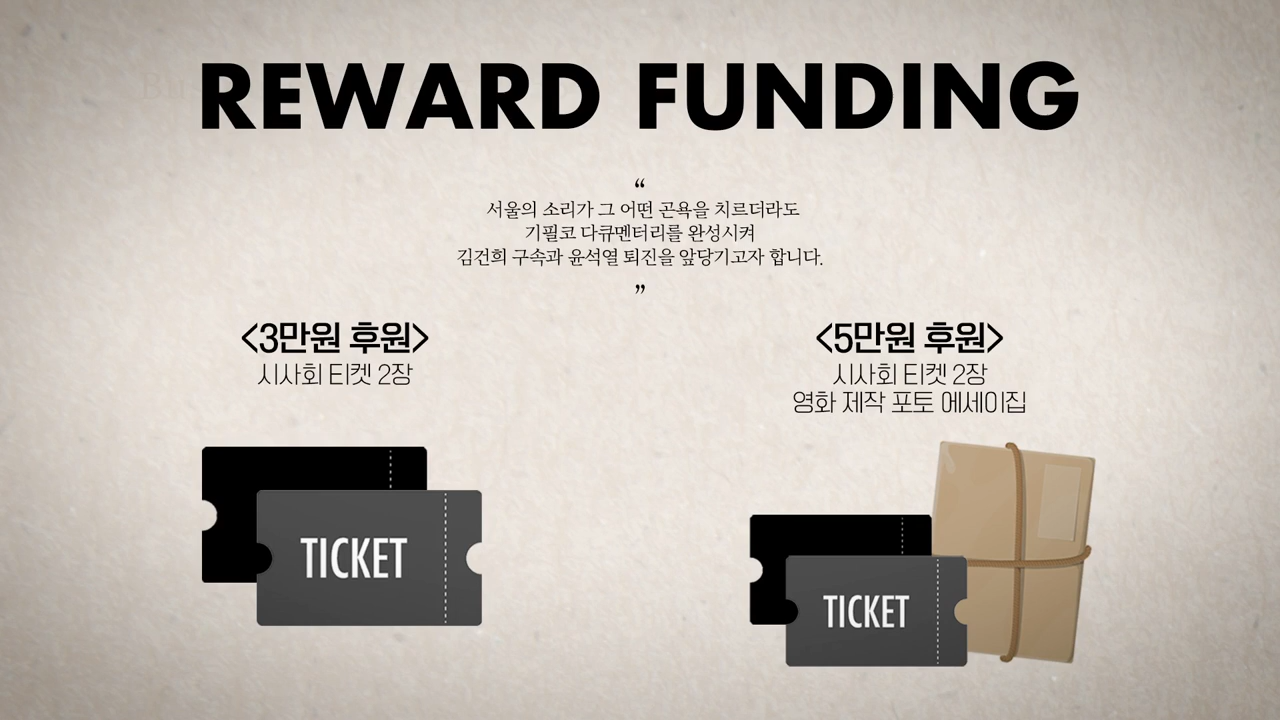 REWARD FUNDING
“
서울의 소리가 그 어떤 곤욕을 치르더라도
기필코 다큐멘터리를 완성시켜
김건희 구속과 윤석열 퇴진을 앞당기고자 합니다.
”
<3만원 후원>
시사회 티켓 2장
<5만원 후원>
시사회 티켓 2장
영화 제작 포토 에세이집
TICKET
TICKET